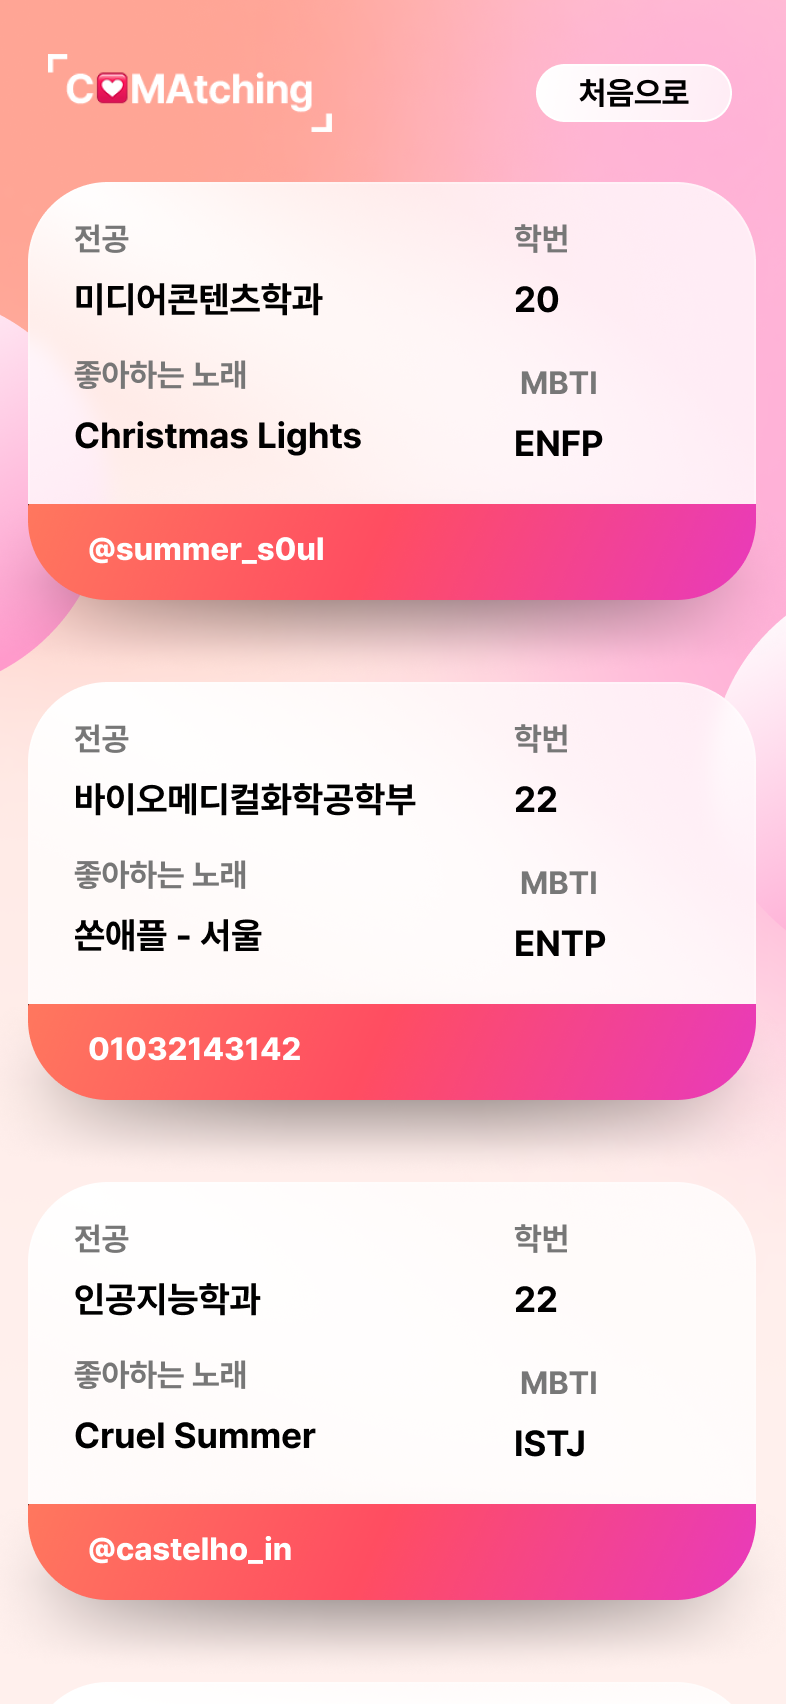 C💟MAtching
처음으로
전공
학번
미디어콘텐츠학과
20
좋아하는 노래
MBTI
Christmas Lights
ENFP
@summer_s0ul
전공
학번
바이오메디컬화학공학부
22
좋아하는 노래
MBTI
쏜애플 - 서울
ENTP
01032143142
전공
학번
인공지능학과
22
좋아하는 노래
MBTI
Cruel Summer
ISTJ
@castelho_in